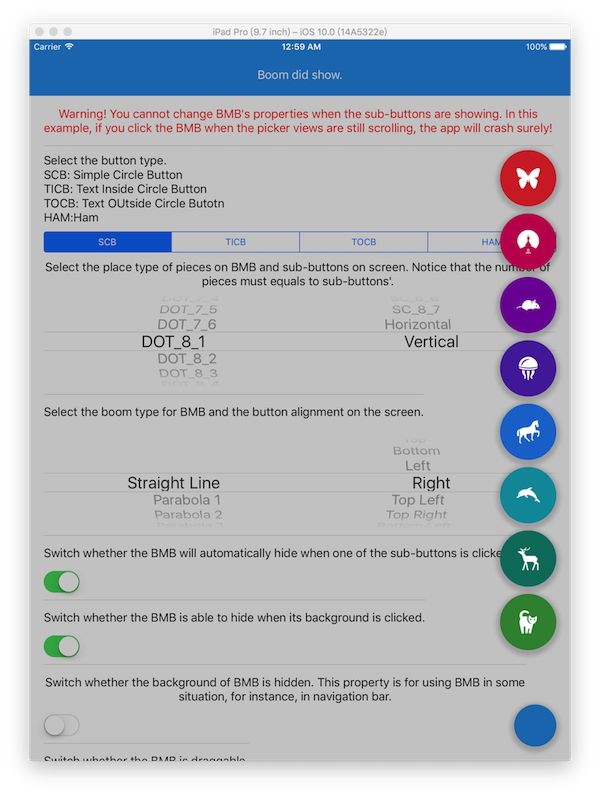 iPad Pro (9.7 inch) – iOS 10.0 (14A5322e)
Carrier 12:59 AM 100%
Boom did show.
Warning! You cannot change BMB's properties when the sub-buttons are showing. In this
example, if you click the BMB when the picker views are still scrolling, the app will crash surely!
Select the button type.
SCB: Simple Circle Button
TICB: Text Inside Circle Button
TOCB: Text OUtside Circle Butotn
HAM:Ham
SCB TICB TOCB HAM
Select the place type of pieces on BMB and sub-buttons on screen. Notice that the number of
pieces must equals to sub-buttons'.
DOT_7_4 SC_8_6
DOT_7_5 SC_8_7
DOT_7_6 Horizontal
DOT_8_1 Vertical
DOT_8_2
DOT_8_3
Select the boom type for BMB and the button alignment on the screen.
Top
Bottom
Left
Straight Line Right
Parabola 1 Top Left
Parabola 2 Top Right
Parabola 3 Bottom Left
Switch whether the BMB will automatically hide when one of the sub-buttons is clicke
Switch whether the BMB is able to hide when its background is clicked.
Switch whether the background of BMB is hidden. This property is for using BMB in some
situation, for instance, in navigation bar.
Switch whether the BMB is draggable